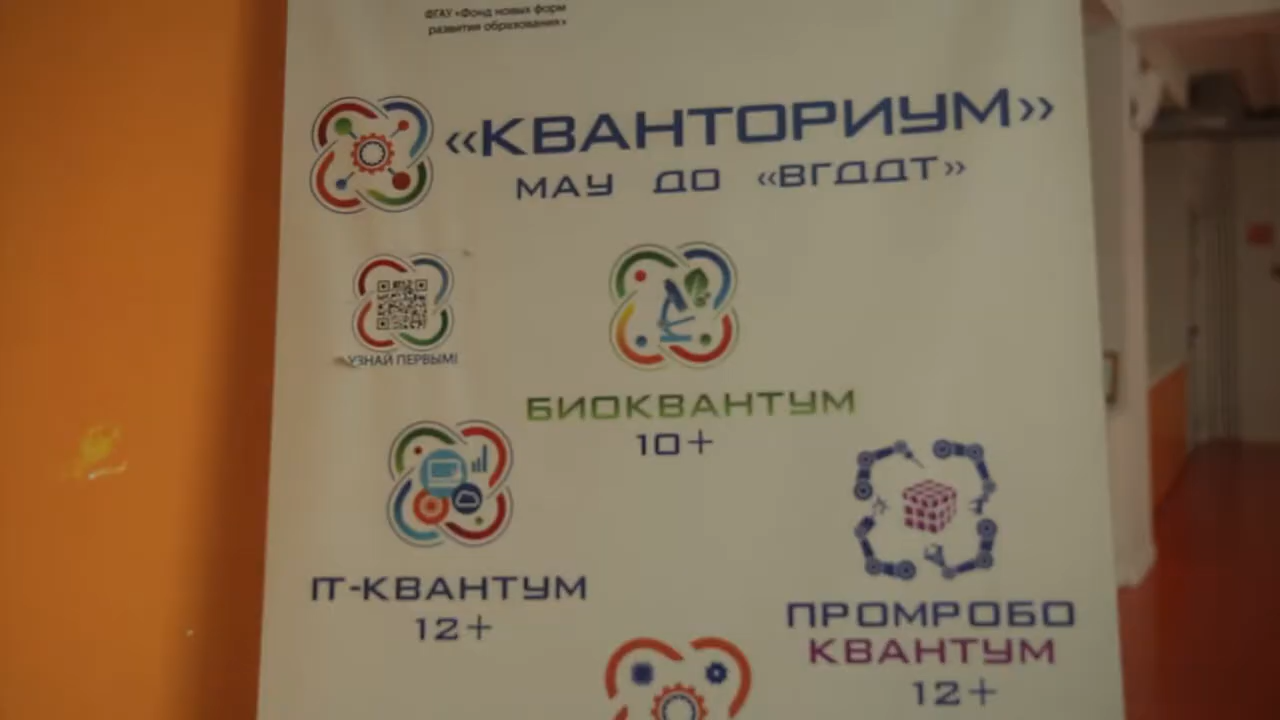 ФГАУ «Фонд новых форм
развития образования»
«КВАНТОРИУМ»
МАУ ДО «ВГДДТ»
УЗНАЙ ПЕРВЫМ!
БИОКВАНТУМ
10+
IT-КВАНТУМ
12+
ПРОМРОБО
КВАНТУМ
12+